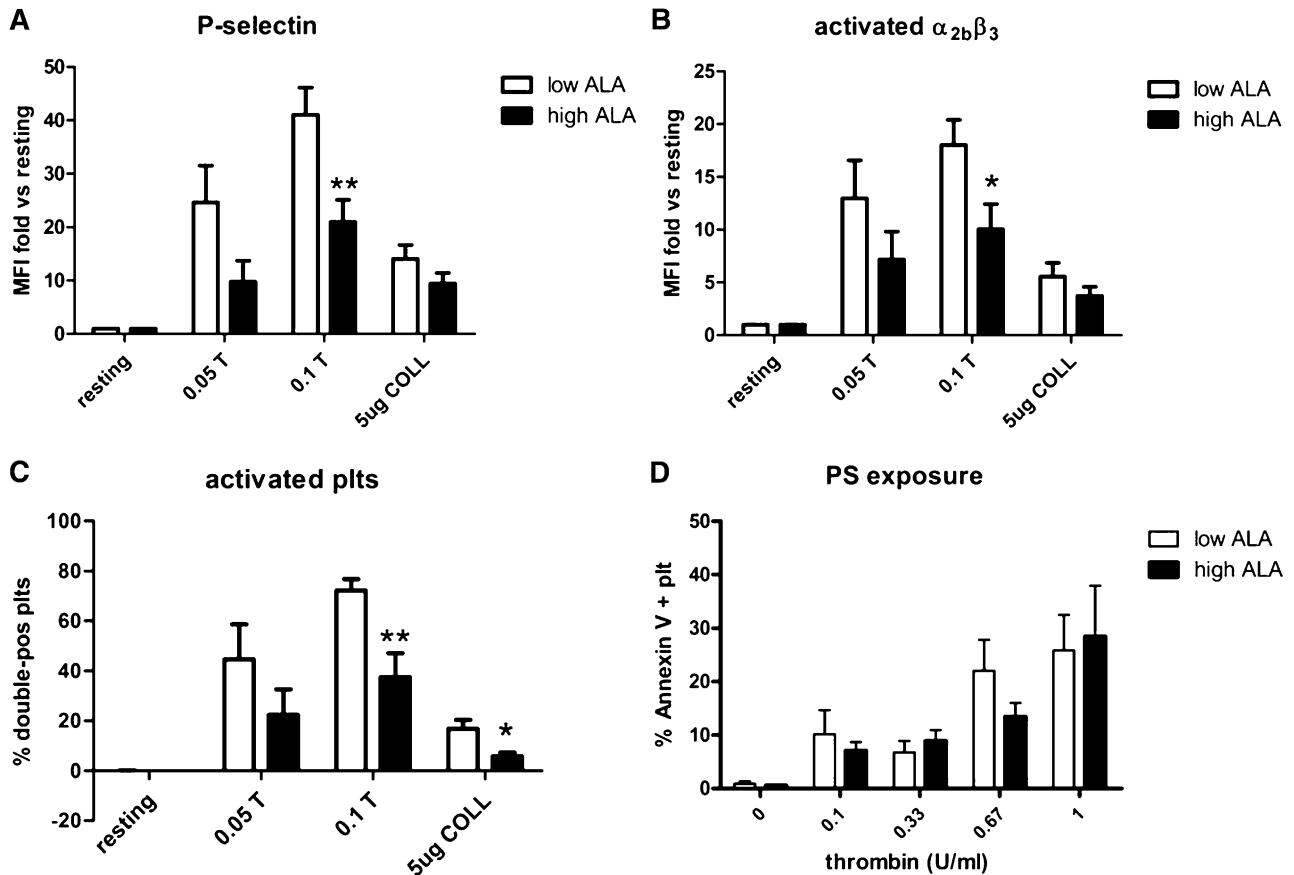 A
P-selectin
MFI fold vs resting
50
40
30
20
10
0
**
low ALA
high ALA
resting
0.05 T
0.1 T
5ug COLL
B
activated α2bβ3
MFI fold vs resting
25
20
15
10
5
0
*
low ALA
high ALA
resting
0.05 T
0.1 T
5ug COLL
C
activated plts
% double-pos plts
100
80
60
40
20
0
-20
**
*
resting
0.05 T
0.1 T
5ug COLL
D
PS exposure
% Annexin V + plt
50
40
30
20
10
0
low ALA
high ALA
0
0.1
0.33
0.67
1
thrombin (U/ml)